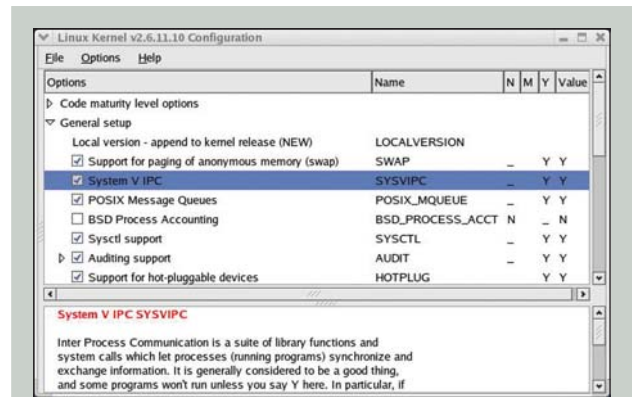 Linux Kernel v2.6.11.10 Configuration
File Options Help
Options Name N M Y Value
Code maturity level options
General setup
Local version - append to kernel release (NEW) LOCALVERSION
Support for paging of anonymous memory (swap) SWAP _ Y Y
System V IPC SYSVIPC _ Y Y
POSIX Message Queues POSIX_MQUEUE _ Y Y
BSD Process Accounting BSD_PROCESS_ACCT N _ N
Sysctl support SYSCTL _ Y Y
Auditing support AUDIT _ Y Y
Support for hot-pluggable devices HOTPLUG Y Y
System V IPC SYSVIPC
Inter Process Communication is a suite of library functions and
system calls which let processes (running programs) synchronize and
exchange information. It is generally considered to be a good thing,
and some programs won't run unless you say Y here. In particular, if